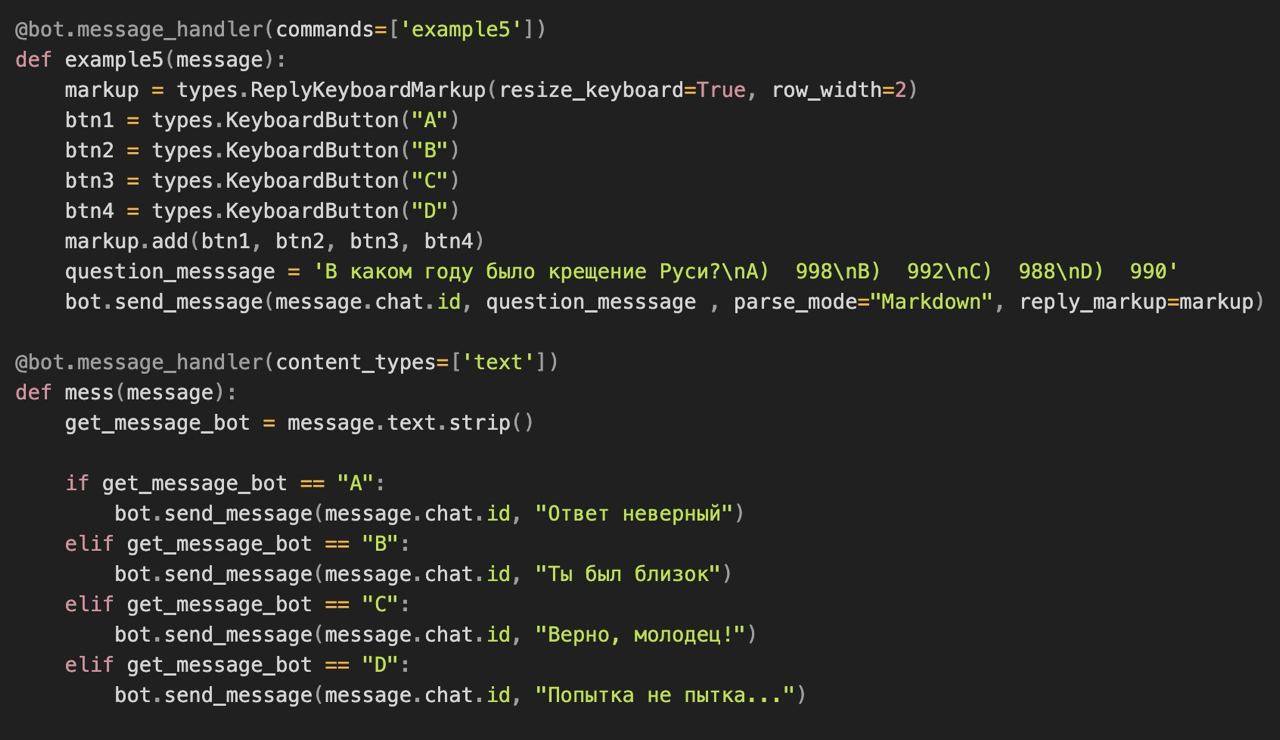 @bot.message_handler(commands=['example5'])
def example5(message):
    markup = types.ReplyKeyboardMarkup(resize_keyboard=True, row_width=2)
    btn1 = types.KeyboardButton("A")
    btn2 = types.KeyboardButton("B")
    btn3 = types.KeyboardButton("C")
    btn4 = types.KeyboardButton("D")
    markup.add(btn1, btn2, btn3, btn4)
    question_messsage = 'В каком году было крещение Руси?\nA)  998\nB)  992\nC)  988\nD)  990'
    bot.send_message(message.chat.id, question_messsage , parse_mode="Markdown", reply_markup=markup)

@bot.message_handler(content_types=['text'])
def mess(message):
    get_message_bot = message.text.strip()

    if get_message_bot == "A":
        bot.send_message(message.chat.id, "Ответ неверный")
    elif get_message_bot == "B":
        bot.send_message(message.chat.id, "Ты был близок")
    elif get_message_bot == "C":
        bot.send_message(message.chat.id, "Верно, молодец!")
    elif get_message_bot == "D":
        bot.send_message(message.chat.id, "Попытка не пытка...")